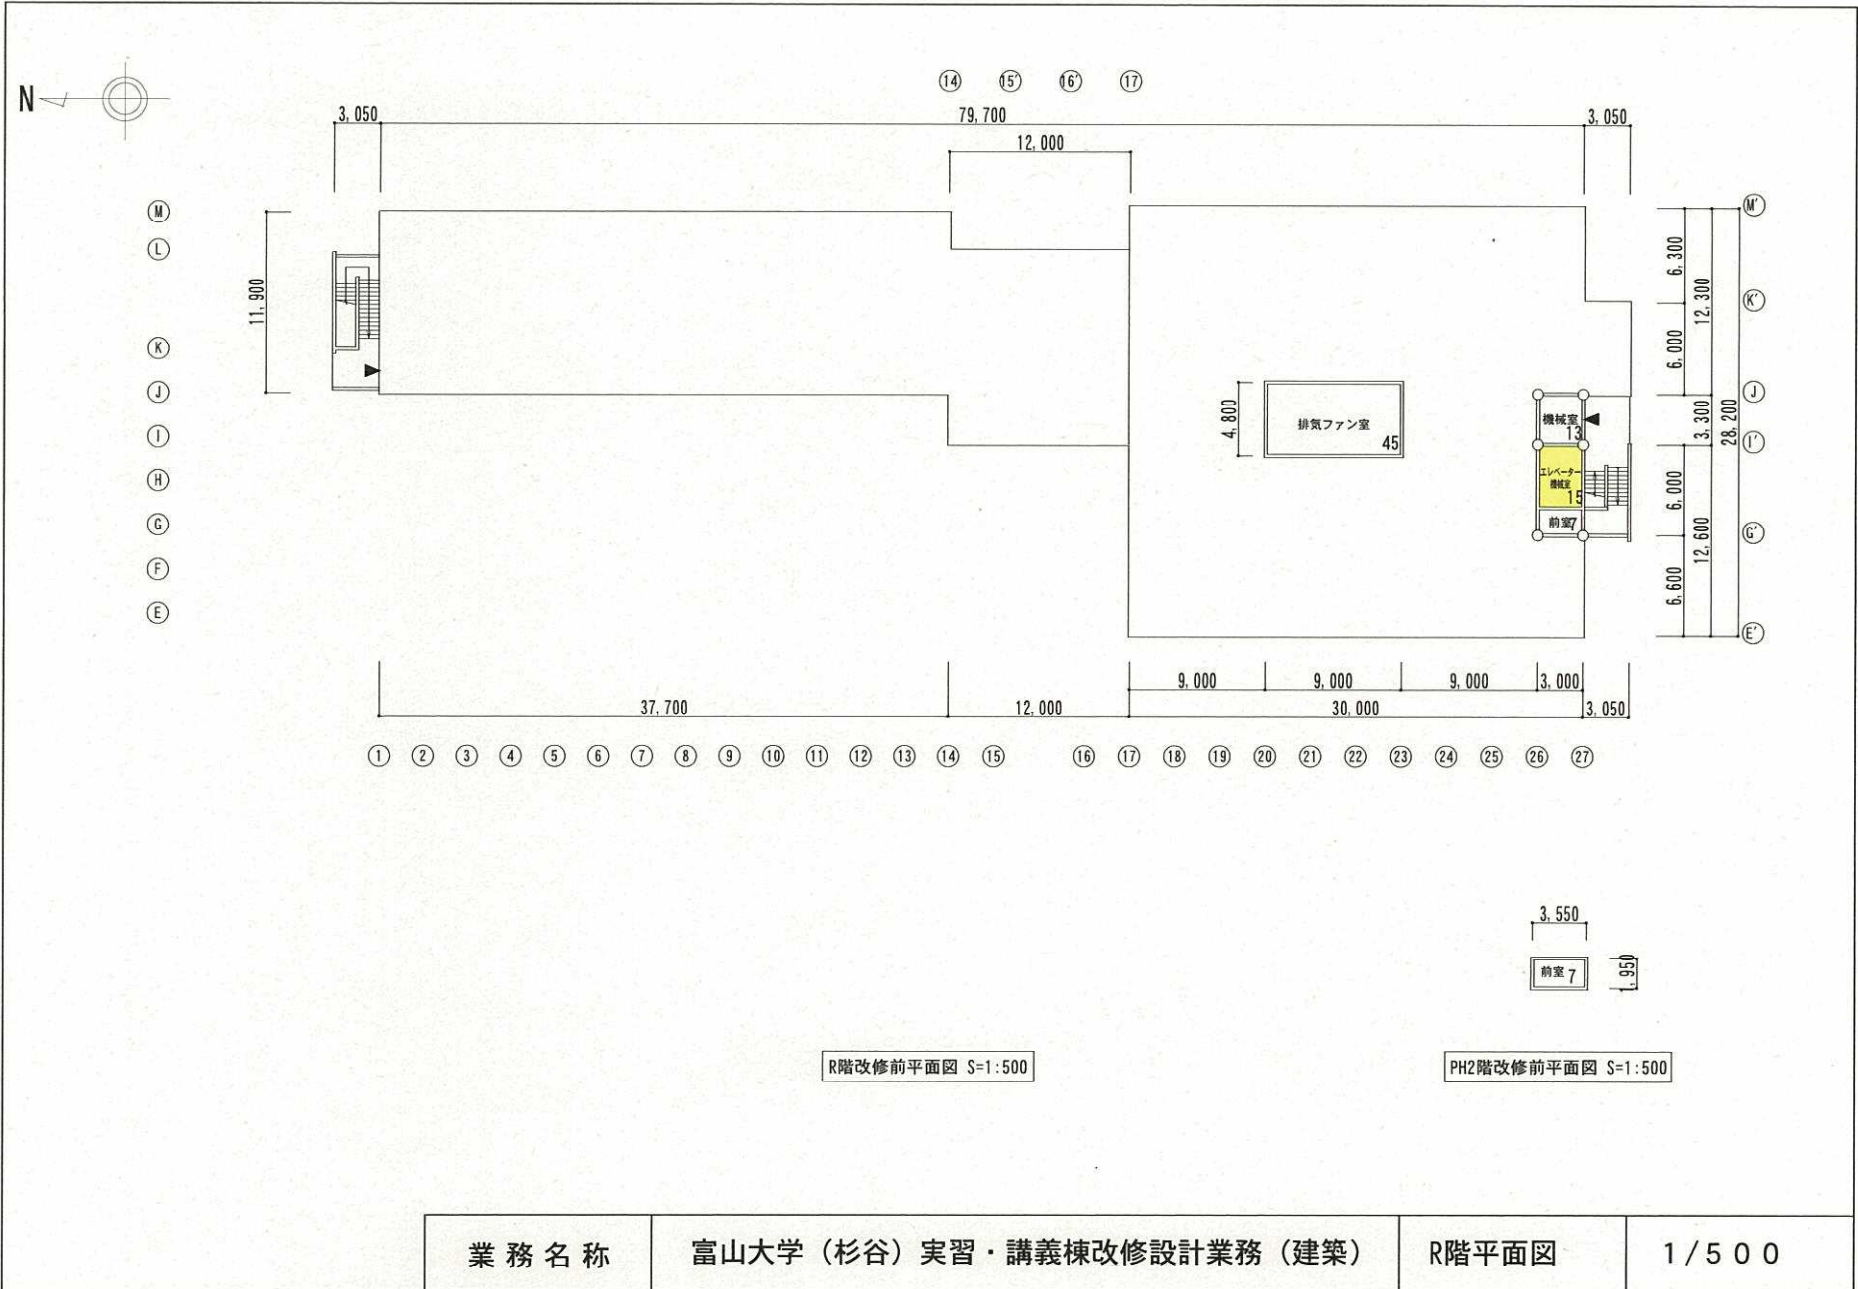 N
⑭ 15' 16' ⑰
3,050 79,700 3,050
12,000
M
L
K
J
I
H
G
F
E
11,900
4,800
排気ファン室
45
機械室
13
エレベーター
機械室
15
前室7
6,300
6,000
3,300
6,000
6,600
12,300
12,600
28,200
M'
K'
J
I'
G'
E'
9,000 9,000 9,000 3,000
37,700 12,000 30,000 3,050
① ② ③ ④ ⑤ ⑥ ⑦ ⑧ ⑨ ⑩ ⑪ ⑫ ⑬ ⑭ ⑮ ⑯ ⑰ ⑱ ⑲ ⑳ ㉑ ㉒ ㉓ ㉔ ㉕ ㉖ ㉗
3,550
前室 7
1,950
R階改修前平面図 S=1:500
PH2階改修前平面図 S=1:500
業務名称 富山大学（杉谷）実習・講義棟改修設計業務（建築） R階平面図 1/500